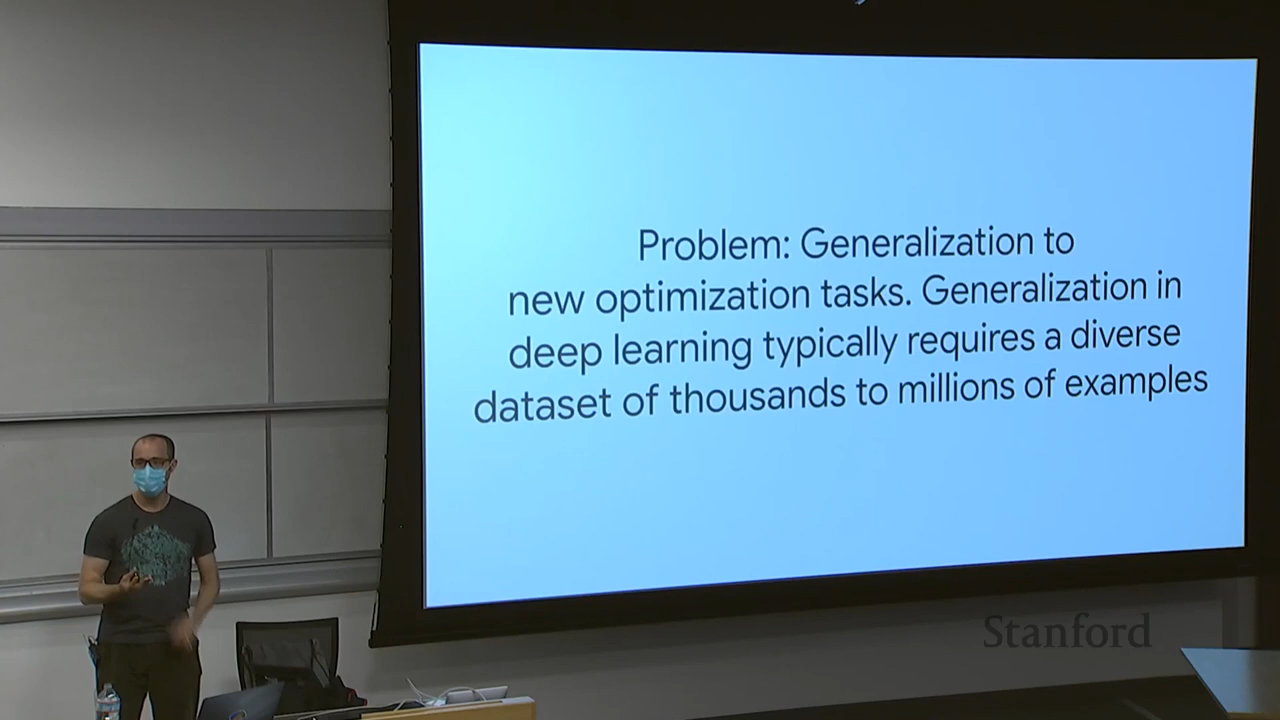 Problem: Generalization to
new optimization tasks. Generalization in
deep learning typically requires a diverse
dataset of thousands to millions of examples
Stanford